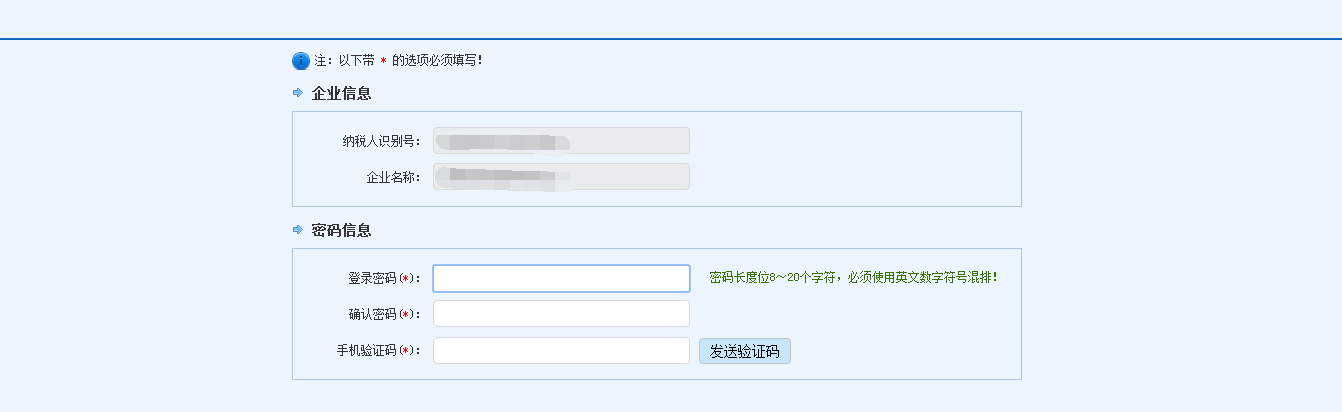 注：以下带 * 的选项必须填写！
企业信息
纳税人识别号：
企业名称：
密码信息
登录密码(*)： 密码长度位8～20个字符，必须使用英文数字符号混排！
确认密码(*)：
手机验证码(*)： 发送验证码